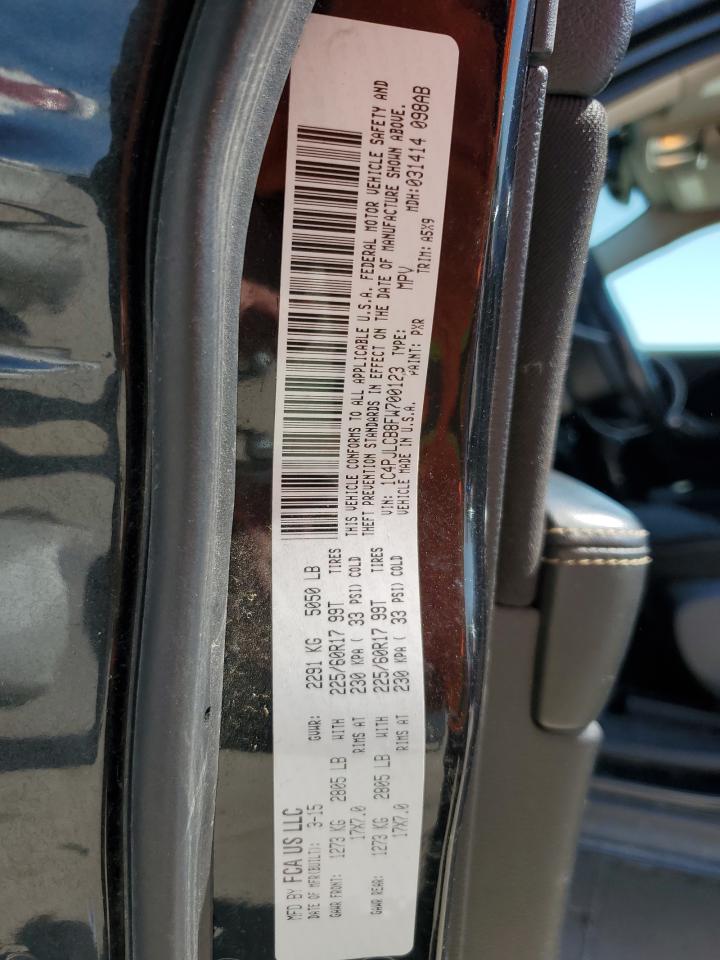 MFD BY FCA US LLC
DATE OF MFR(BUILT): 3-15 GVWR: 2291 KG 5050 LB
GAWR FRONT: 1273 KG 2805 LB WITH 225/60R17 99T TIRES
17X7.0 RIMS AT 230 KPA ( 33 PSI) COLD
GAWR REAR: 1273 KG 2805 LB WITH 225/60R17 99T TIRES
17X7.0 RIMS AT 230 KPA ( 33 PSI) COLD
THIS VEHICLE CONFORMS TO ALL APPLICABLE U.S.A. FEDERAL MOTOR VEHICLE SAFETY AND
THEFT PREVENTION STANDARDS IN EFFECT ON THE DATE OF MANUFACTURE SHOWN ABOVE.
VIN: 1C4PJLCB8FW700123 TYPE: MPV MDH:031414 098AB
VEHICLE MADE IN U.S.A. PAINT: PXR TRIM: A5X9